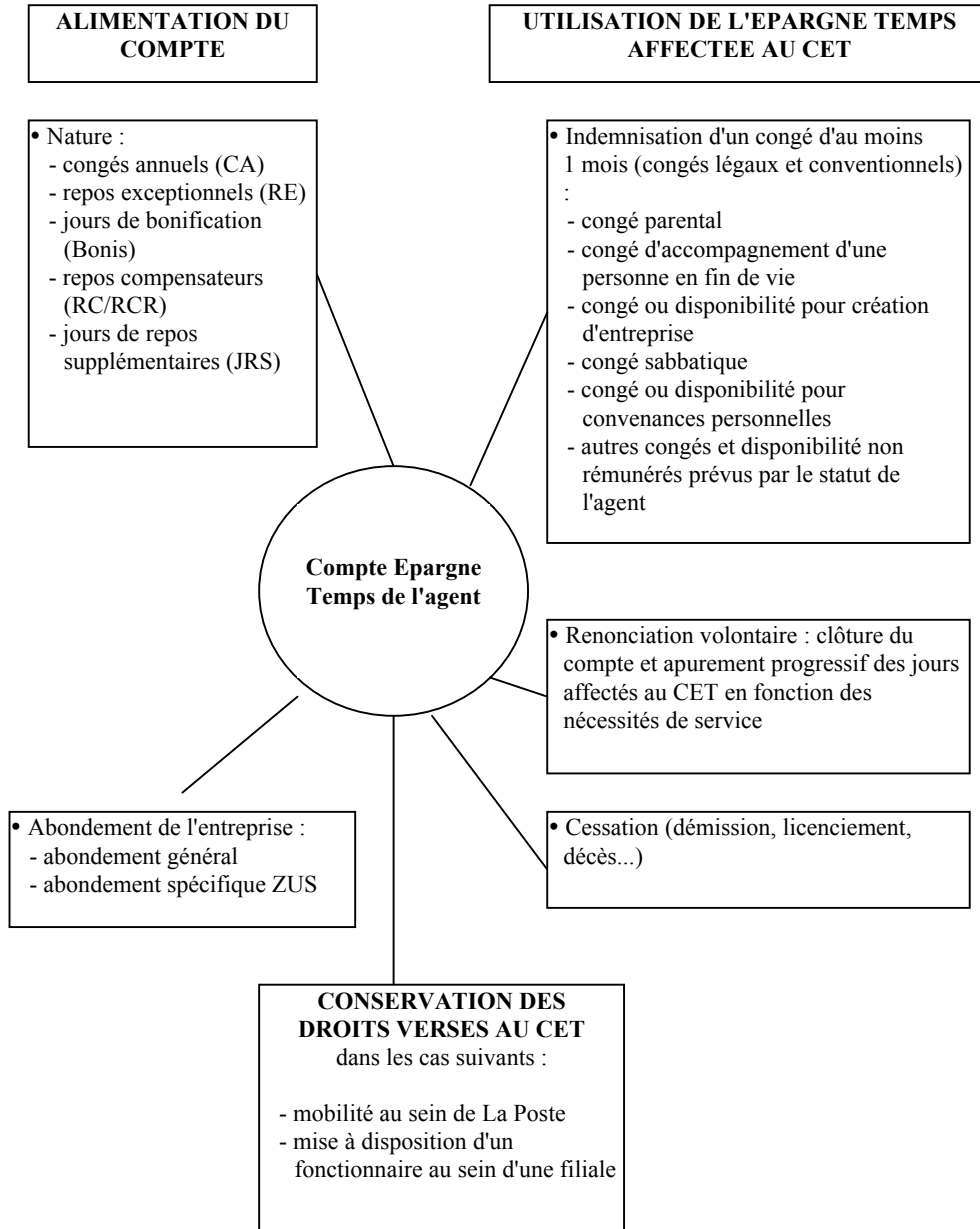 ALIMENTATION DU
COMPTE
UTILISATION DE L'EPARGNE TEMPS
AFFECTEE AU CET
• Nature :
- congés annuels (CA)
- repos exceptionnels (RE)
- jours de bonification
(Bonis)
- repos compensateurs
(RC/RCR)
- jours de repos
supplémentaires (JRS)
• Indemnisation d'un congé d'au moins
1 mois (congés légaux et conventionnels)
:
- congé parental
- congé d'accompagnement d'une
personne en fin de vie
- congé ou disponibilité pour création
d'entreprise
- congé sabbatique
- congé ou disponibilité pour
convenances personnelles
- autres congés et disponibilité non
rémunérés prévus par le statut de
l'agent
Compte Epargne
Temps de l'agent
• Renonciation volontaire : clôture du
compte et apurement progressif des jours
affectés au CET en fonction des
nécessités de service
• Abondement de l'entreprise :
- abondement général
- abondement spécifique ZUS
• Cessation (démission, licenciement,
décès...)
CONSERVATION DES
DROITS VERSES AU CET
dans les cas suivants :
- mobilité au sein de La Poste
- mise à disposition d'un
fonctionnaire au sein d'une filiale